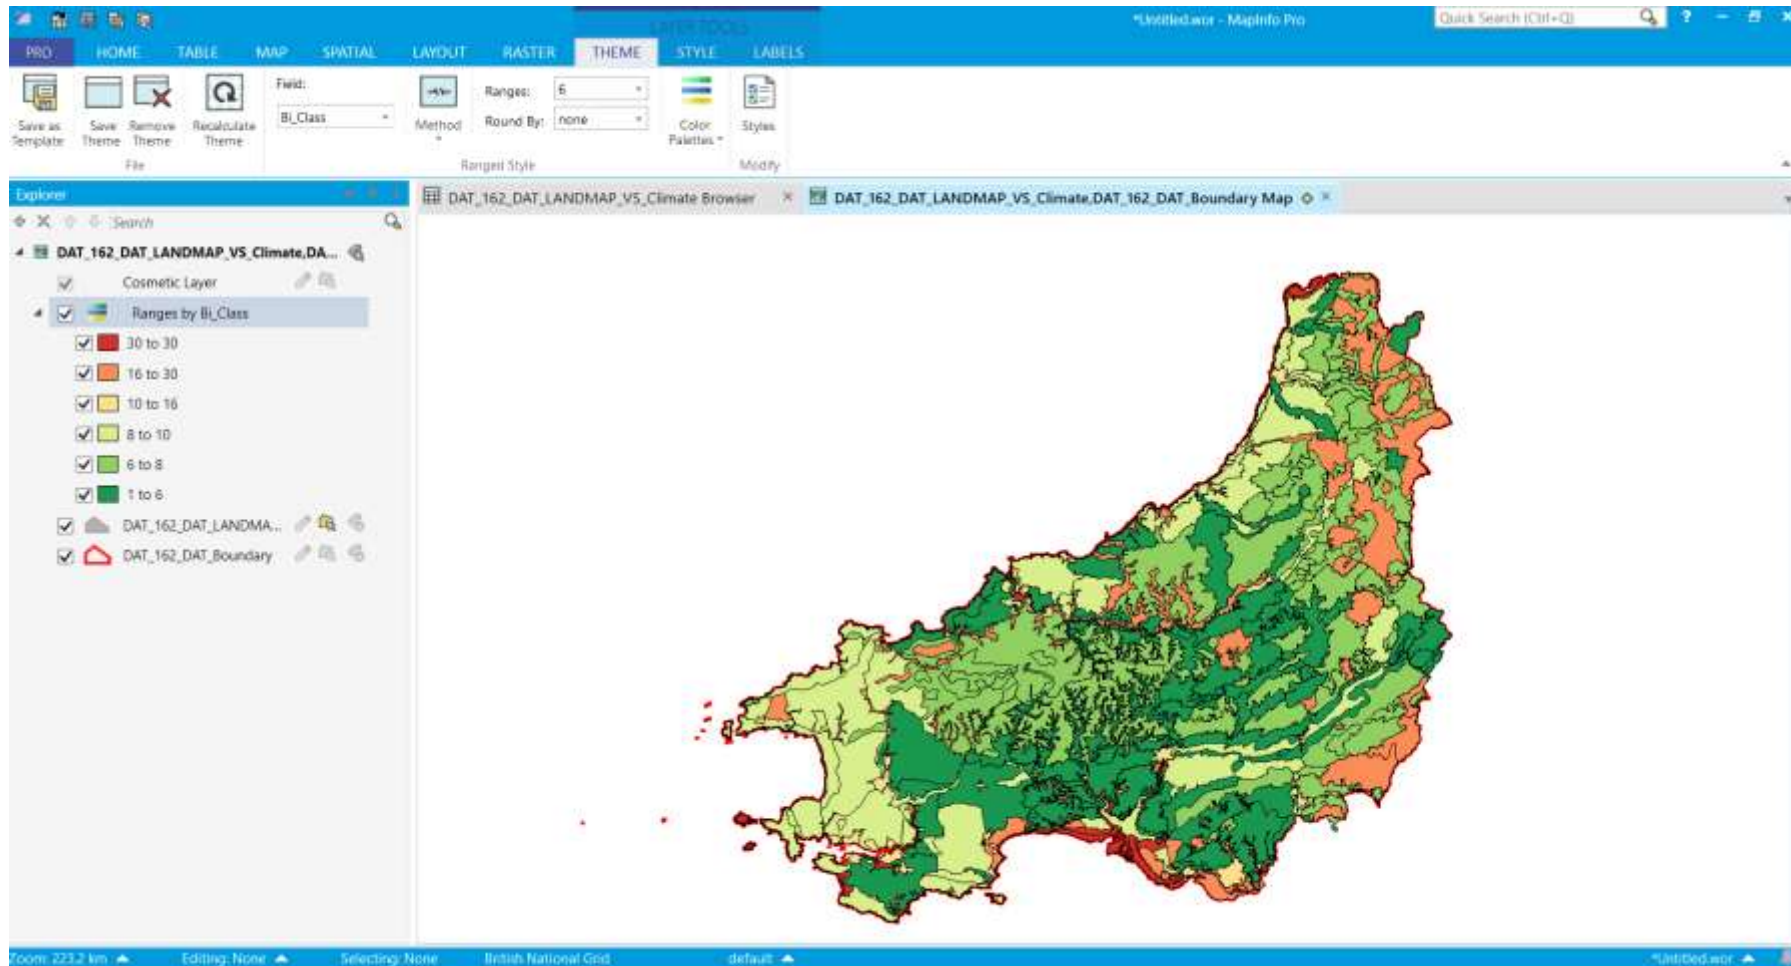 LAYER TOOLS
*Untitled.wor - MapInfo Pro
Quick Search (Ctrl+Q)
?
PRO HOME TABLE MAP SPATIAL LAYOUT RASTER THEME STYLE LABELS
Save as Template
Save Theme
Remove Theme
Recalculate Theme
File
Field:
Bi_Class
Method
Ranges: 6
Round By: none
Color Palettes
Ranged Style
Styles
Modify
Explorer
Search
DAT_162_DAT_LANDMAP_VS_Climate Browser
DAT_162_DAT_LANDMAP_VS_Climate,DAT_162_DAT_Boundary Map
DAT_162_DAT_LANDMAP_VS_Climate,DA...
Cosmetic Layer
Ranges by Bi_Class
30 to 30
16 to 30
10 to 16
8 to 10
6 to 8
1 to 6
DAT_162_DAT_LANDMA...
DAT_162_DAT_Boundary
Zoom: 223.2 km Editing: None Selecting: None British National Grid default *Untitled.wor